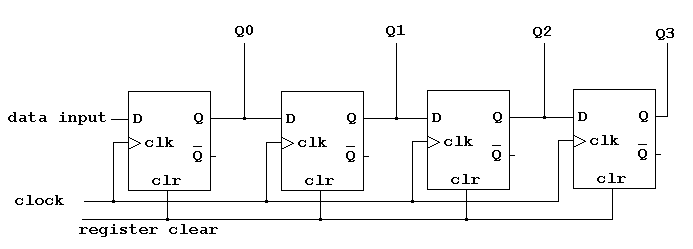 Q0 Q1 Q2 Q3
data input D Q D Q D Q D Q
clk clk clk clk
Q̅ Q̅ Q̅ Q̅
clr clr clr clr
clock
register clear